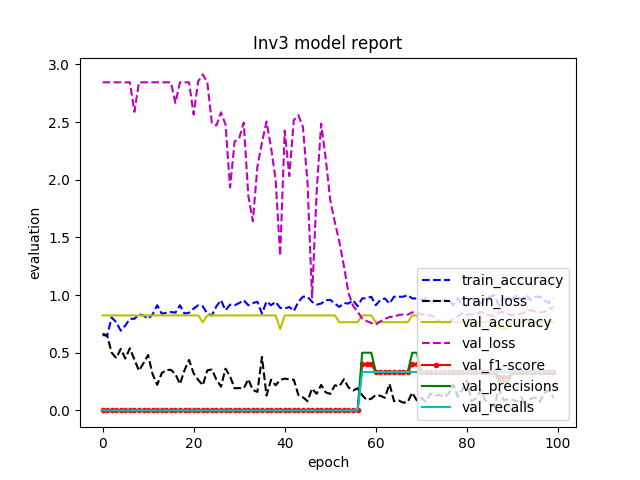 Inv3 model report
3.0
2.5
2.0
1.5
1.0
0.5
0.0
evaluation
train_accuracy
train_loss
val_accuracy
val_loss
val_f1-score
val_precisions
val_recalls
0 20 40 60 80 100
epoch